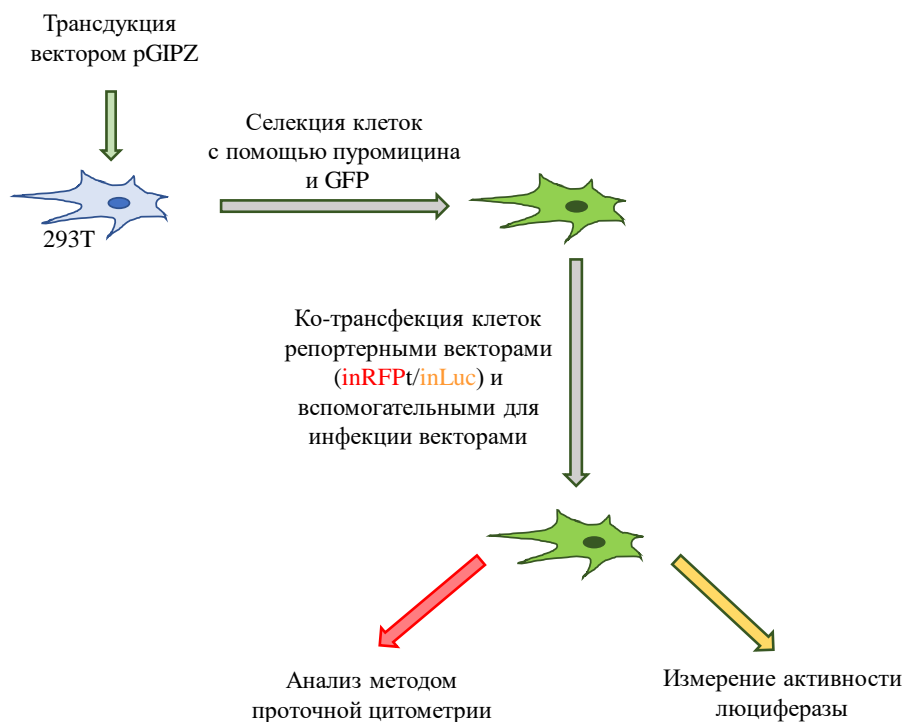 Трансдукция
вектором pGIPZ
Селекция клеток
с помощью пуромицина
и GFP
293T
Ко-трансфекция клеток
репортерными векторами
(inRFPt/inLuc) и
вспомогательными для
инфекции векторами
Анализ методом
проточной цитометрии
Измерение активности
люциферазы